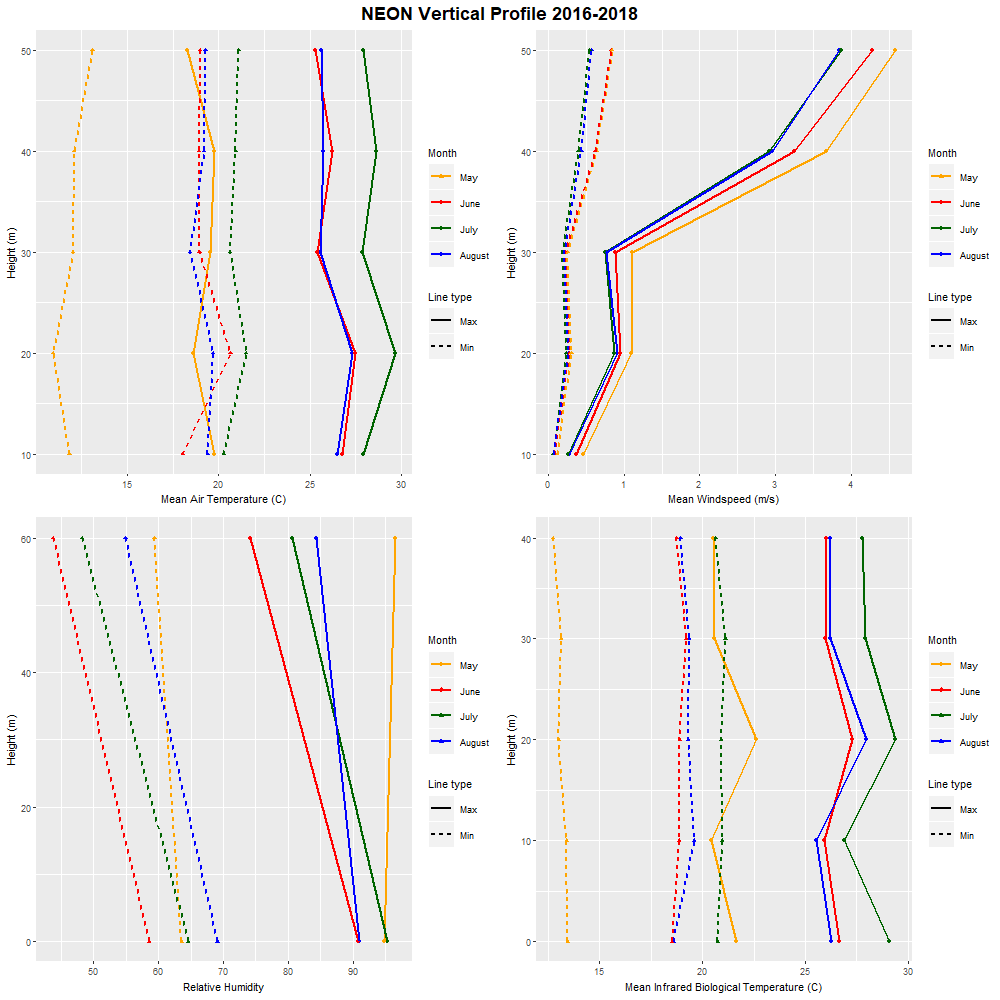 NEON Vertical Profile 2016-2018
Height (m)
50
40
30
20
10
15
20
25
30
Mean Air Temperature (C)
Month
May
June
July
August
Line type
Max
Min
Height (m)
50
40
30
20
10
0
1
2
3
4
Mean Windspeed (m/s)
Month
May
June
July
August
Line type
Max
Min
Height (m)
60
40
20
0
50
60
70
80
90
Relative Humidity
Month
May
June
July
August
Line type
Max
Min
Height (m)
40
30
20
10
0
15
20
25
30
Mean Infrared Biological Temperature (C)
Month
May
June
July
August
Line type
Max
Min